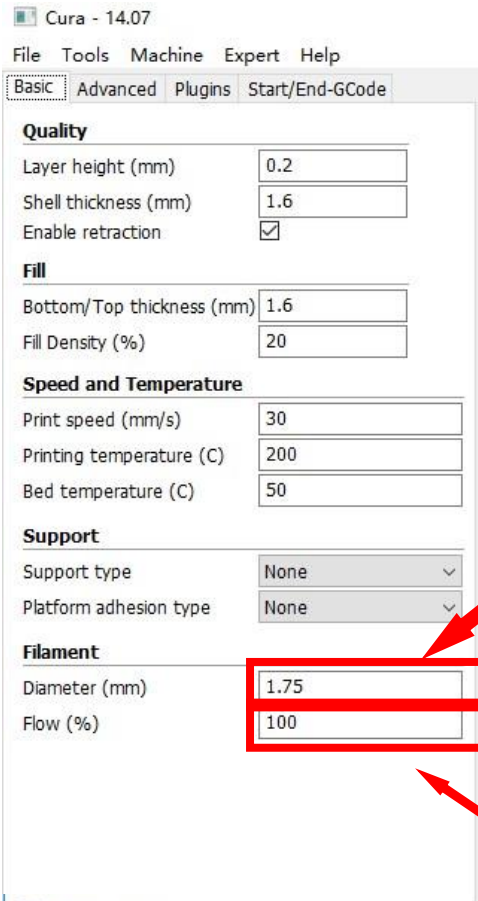 Cura - 14.07
File Tools Machine Expert Help
Basic Advanced Plugins Start/End-GCode
Quality
Layer height (mm) 0.2
Shell thickness (mm) 1.6
Enable retraction
Fill
Bottom/Top thickness (mm) 1.6
Fill Density (%) 20
Speed and Temperature
Print speed (mm/s) 30
Printing temperature (C) 200
Bed temperature (C) 50
Support
Support type None
Platform adhesion type None
Filament
Diameter (mm) 1.75
Flow (%) 100